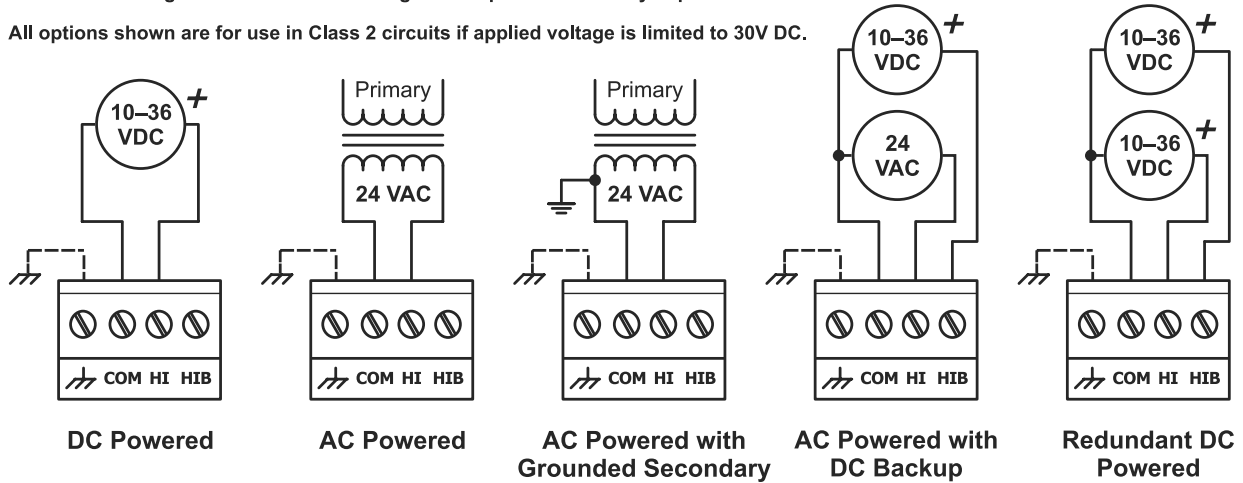 All options shown are for use in Class 2 circuits if applied voltage is limited to 30V DC.
10–36
VDC
+
Primary
24 VAC
Primary
24 VAC
10–36
VDC
+
24
VAC
10–36
VDC
+
10–36
VDC
+
COM HI HIB
COM HI HIB
COM HI HIB
COM HI HIB
COM HI HIB
DC Powered
AC Powered
AC Powered with
Grounded Secondary
AC Powered with
DC Backup
Redundant DC
Powered